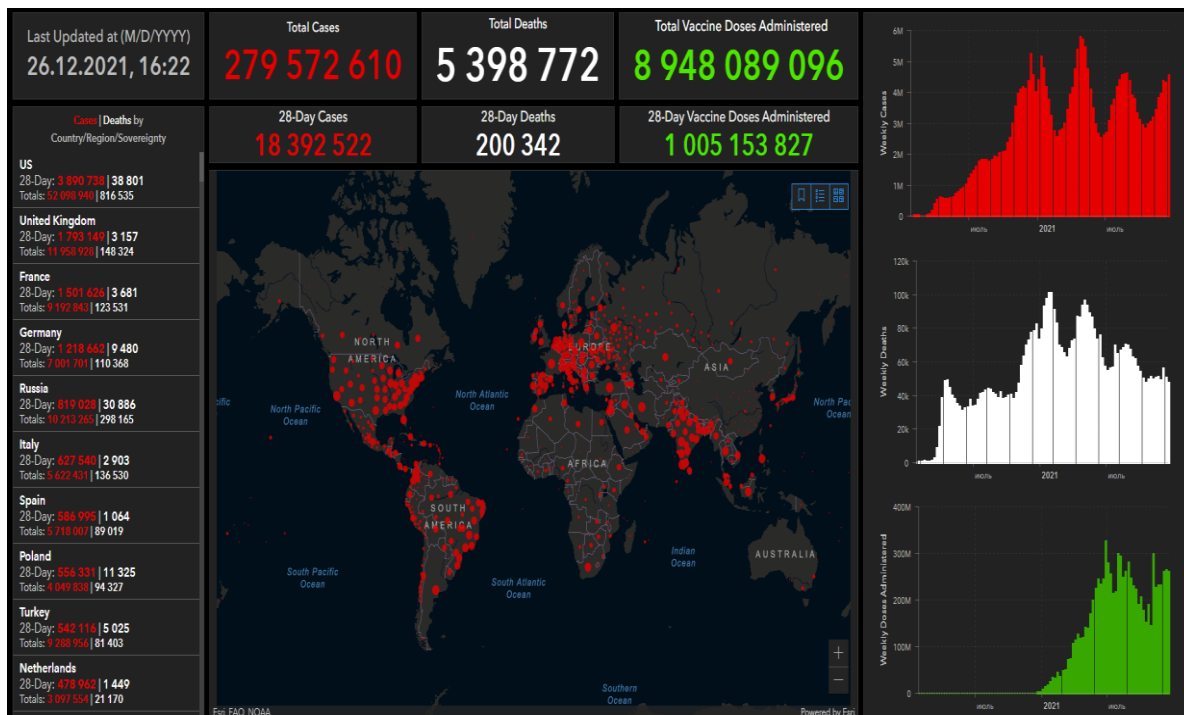 Last Updated at (M/D/YYYY)
26.12.2021, 16:22
Total Cases
279 572 610
Total Deaths
5 398 772
Total Vaccine Doses Administered
8 948 089 096
28-Day Cases
18 392 522
28-Day Deaths
200 342
28-Day Vaccine Doses Administered
1 005 153 827
Cases | Deaths by
Country/Region/Sovereignty
US
28-Day: 3 890 738 | 38 801
Totals: 52 098 940 | 816 535
United Kingdom
28-Day: 1 793 149 | 3 157
Totals: 11 958 928 | 148 324
France
28-Day: 1 501 626 | 3 681
Totals: 9 192 843 | 123 531
Germany
28-Day: 1 218 662 | 9 480
Totals: 7 001 701 | 110 368
Russia
28-Day: 819 028 | 30 886
Totals: 10 213 265 | 298 165
Italy
28-Day: 627 540 | 2 903
Totals: 5 622 431 | 136 530
Spain
28-Day: 586 995 | 1 064
Totals: 5 718 007 | 89 019
Poland
28-Day: 556 331 | 11 325
Totals: 4 049 838 | 94 327
Turkey
28-Day: 542 116 | 5 025
Totals: 9 288 956 | 81 403
Netherlands
28-Day: 478 962 | 1 449
Totals: 3 097 554 | 21 170
NORTH
AMERICA
EUROPE
ASIA
cific
North Pacific
Ocean
North Atlantic
Ocean
North Pac
Ocean
AFRICA
SOUTH
AMERICA
Indian
Ocean
AUSTRALIA
South Pacific
Ocean
South Atlantic
Ocean
Southern
Ocean
+
−
Esri, FAO, NOAA
Powered by Esri
Weekly Cases
6M
5M
4M
3M
2M
1M
0
июль
2021
июль
Weekly Deaths
120k
100k
80k
60k
40k
20k
0
июль
2021
июль
Weekly Doses Administered
400M
300M
200M
100M
0
июль
2021
июль